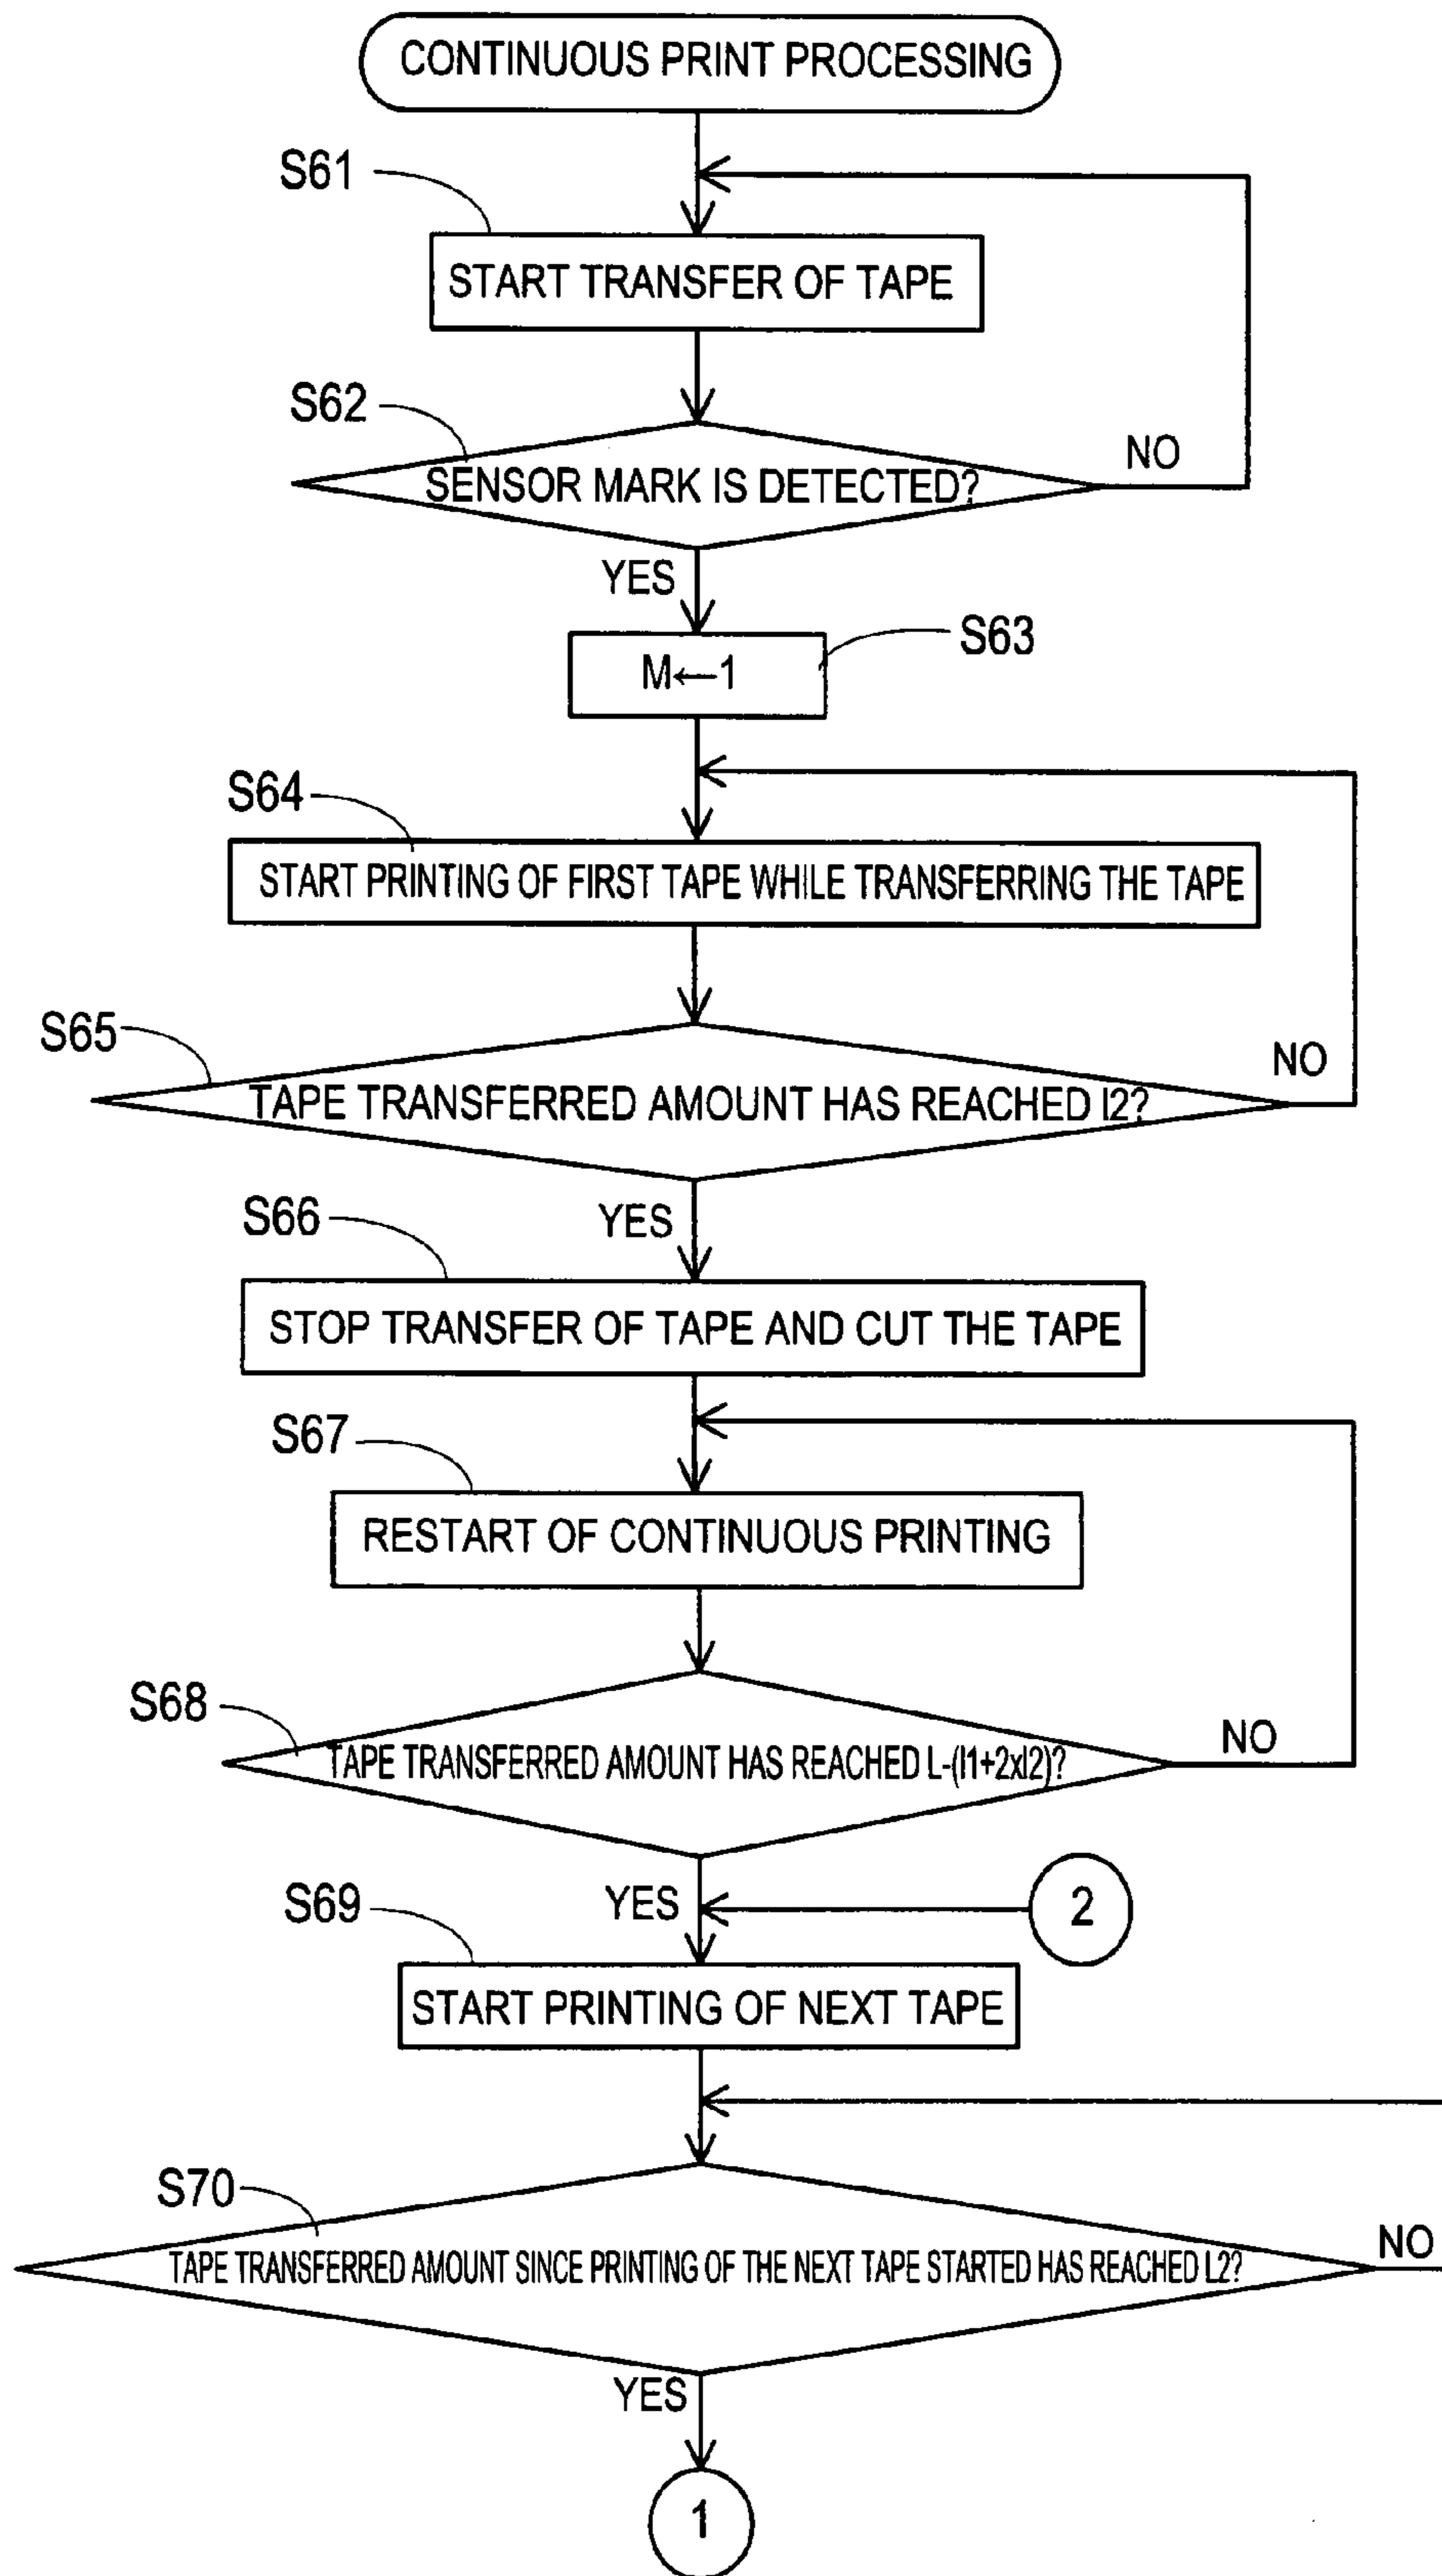 CONTINUOUS PRINT PROCESSING
S61
START TRANSFER OF TAPE
S62
SENSOR MARK IS DETECTED?
NO
YES
M←1
S63
S64
START PRINTING OF FIRST TAPE WHILE TRANSFERRING THE TAPE
S65
TAPE TRANSFERRED AMOUNT HAS REACHED l2?
NO
YES
S66
STOP TRANSFER OF TAPE AND CUT THE TAPE
S67
RESTART OF CONTINUOUS PRINTING
S68
TAPE TRANSFERRED AMOUNT HAS REACHED L-(l1+2xl2)?
NO
YES
2
S69
START PRINTING OF NEXT TAPE
S70
TAPE TRANSFERRED AMOUNT SINCE PRINTING OF THE NEXT TAPE STARTED HAS REACHED L2?
NO
YES
1